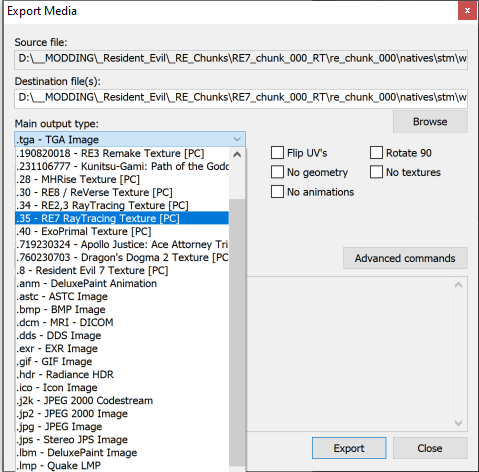 Export Media
Source file:
D:\__MODDING\_Resident_Evil\_RE_Chunks\RE7_chunk_000_RT\re_chunk_000\natives\stm\w
Destination file(s):
D:\__MODDING\_Resident_Evil\_RE_Chunks\RE7_chunk_000_RT\re_chunk_000\natives\stm\w
Main output type:
Browse
.tga - TGA Image
.190820018 - RE3 Remake Texture [PC]
Flip UV's
Rotate 90
.231106777 - Kunitsu-Gami: Path of the Godd
.28 - MHRise Texture [PC]
No geometry
No textures
.30 - RE8 / ReVerse Texture [PC]
No animations
.34 - RE2,3 RayTracing Texture [PC]
.35 - RE7 RayTracing Texture [PC]
.40 - ExoPrimal Texture [PC]
.719230324 - Apollo Justice: Ace Attorney Tri
.760230703 - Dragon's Dogma 2 Texture [PC]
Advanced commands
.8 - Resident Evil 7 Texture [PC]
.anm - DeluxePaint Animation
.astc - ASTC Image
.bmp - BMP Image
.dcm - MRI - DICOM
.dds - DDS Image
.exr - EXR Image
.gif - GIF Image
.hdr - Radiance HDR
.ico - Icon Image
.j2k - JPEG 2000 Codestream
.jp2 - JPEG 2000 Image
.jpg - JPEG Image
.jps - Stereo JPS Image
.lbm - DeluxePaint Image
Export
Close
.lmp - Quake LMP